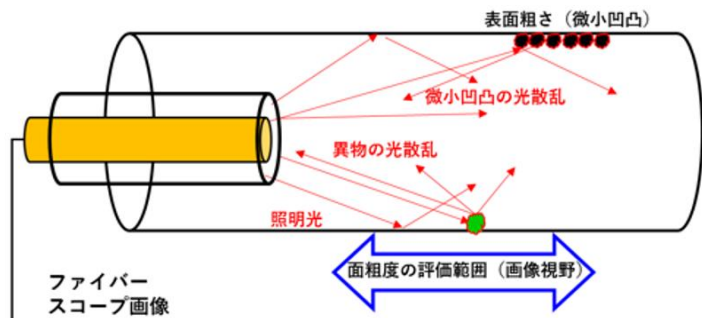 表面粗さ（微小凹凸）
微小凹凸の光散乱
異物の光散乱
照明光
面粗度の評価範囲（画像視野）
ファイバー
スコープ画像